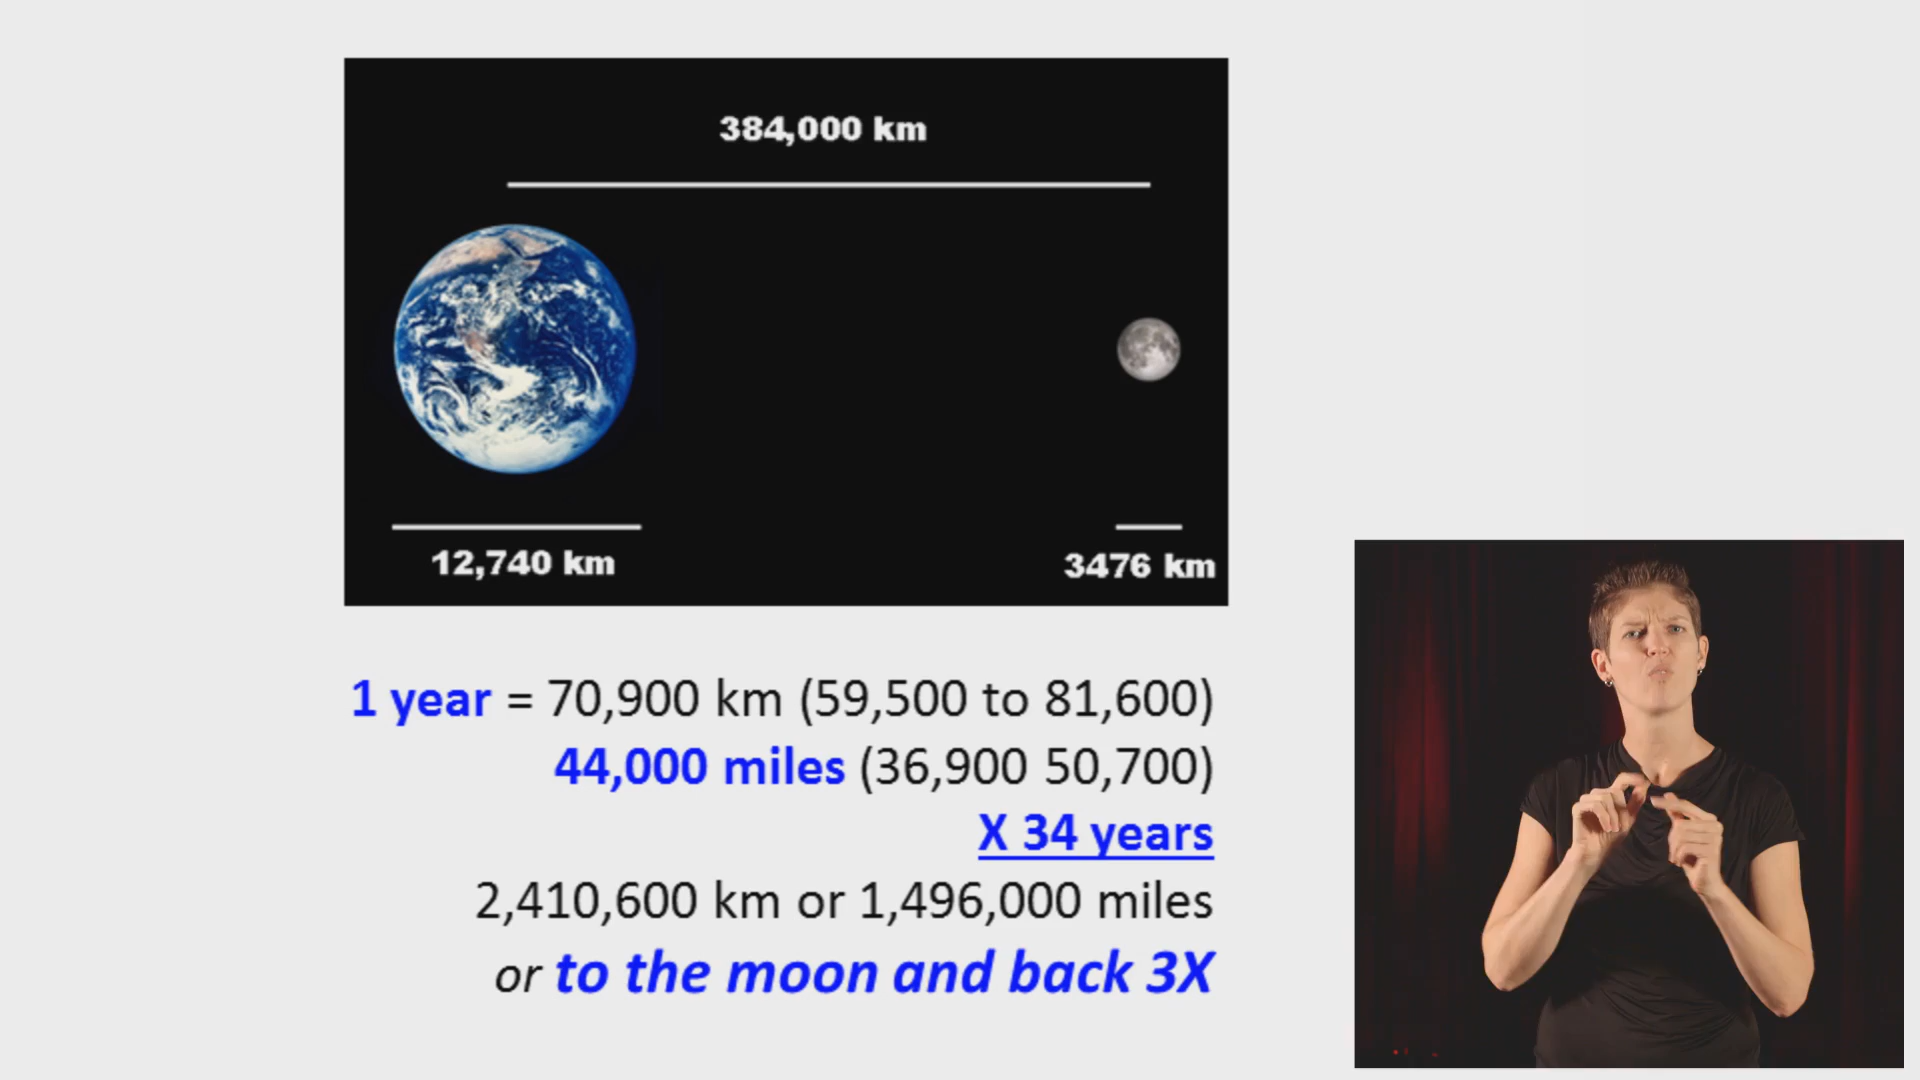 384,000 km
12,740 km
3476 km
1 year = 70,900 km (59,500 to 81,600)
44,000 miles (36,900 50,700)
X 34 years
2,410,600 km or 1,496,000 miles
or to the moon and back 3X